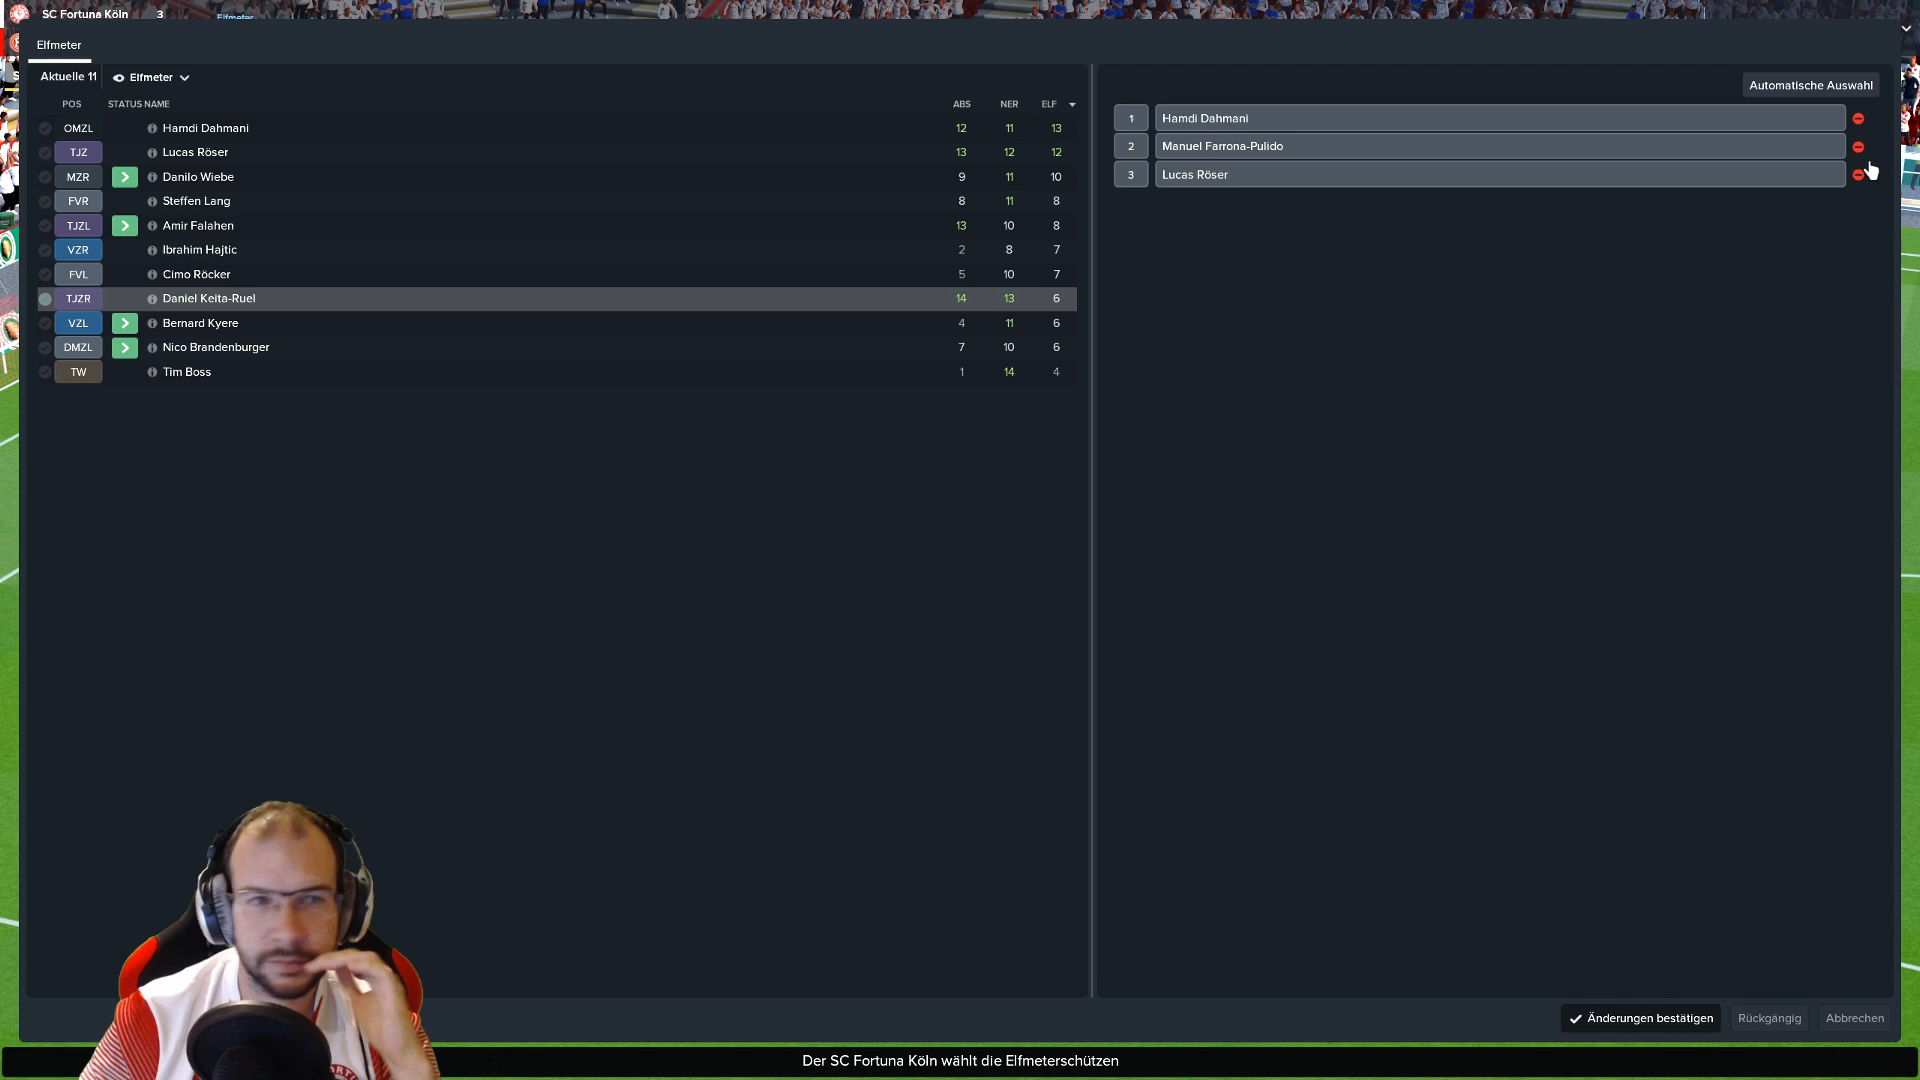 SC Fortuna Köln 3
Elfmeter
Elfmeter
Aktuelle 11 Elfmeter
POS STATUS NAME ABS NER ELF
OMZL Hamdi Dahmani 12 11 13
TJZ Lucas Röser 13 12 12
MZR Danilo Wiebe 9 11 10
FVR Steffen Lang 8 11 8
TJZL Amir Falahen 13 10 8
VZR Ibrahim Hajtic 2 8 7
FVL Cimo Röcker 5 10 7
TJZR Daniel Keita-Ruel 14 13 6
VZL Bernard Kyere 4 11 6
DMZL Nico Brandenburger 7 10 6
TW Tim Boss 1 14 4
Automatische Auswahl
1 Hamdi Dahmani
2 Manuel Farrona-Pulido
3 Lucas Röser
Änderungen bestätigen Rückgängig Abbrechen
Der SC Fortuna Köln wählt die Elfmeterschützen